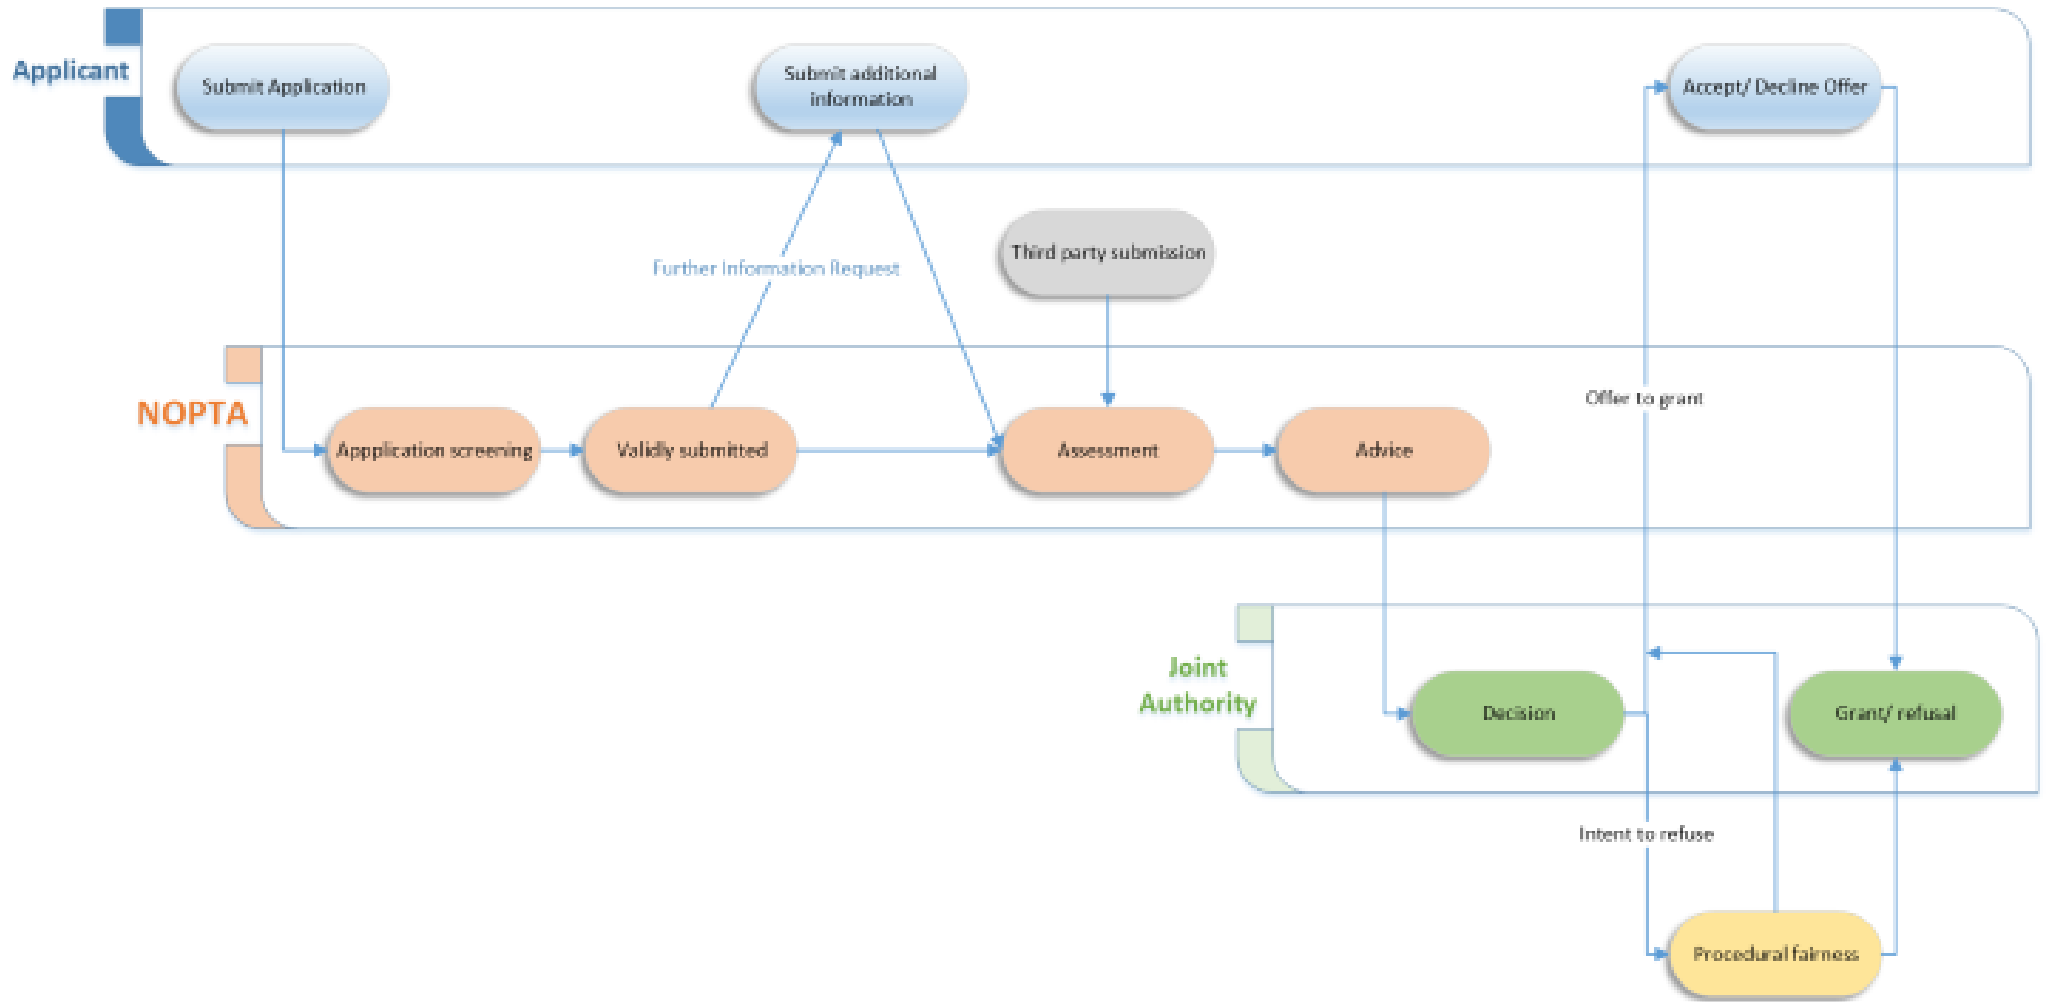 Applicant
Submit Application
Submit additional
information
Accept/ Decline Offer
Third party submission
Further Information Request
NOPTA
Appplication screening
Validly submitted
Assessment
Advice
Offer to grant
Joint
Authority
Decision
Grant/ refusal
Intent to refuse
Procedural fairness